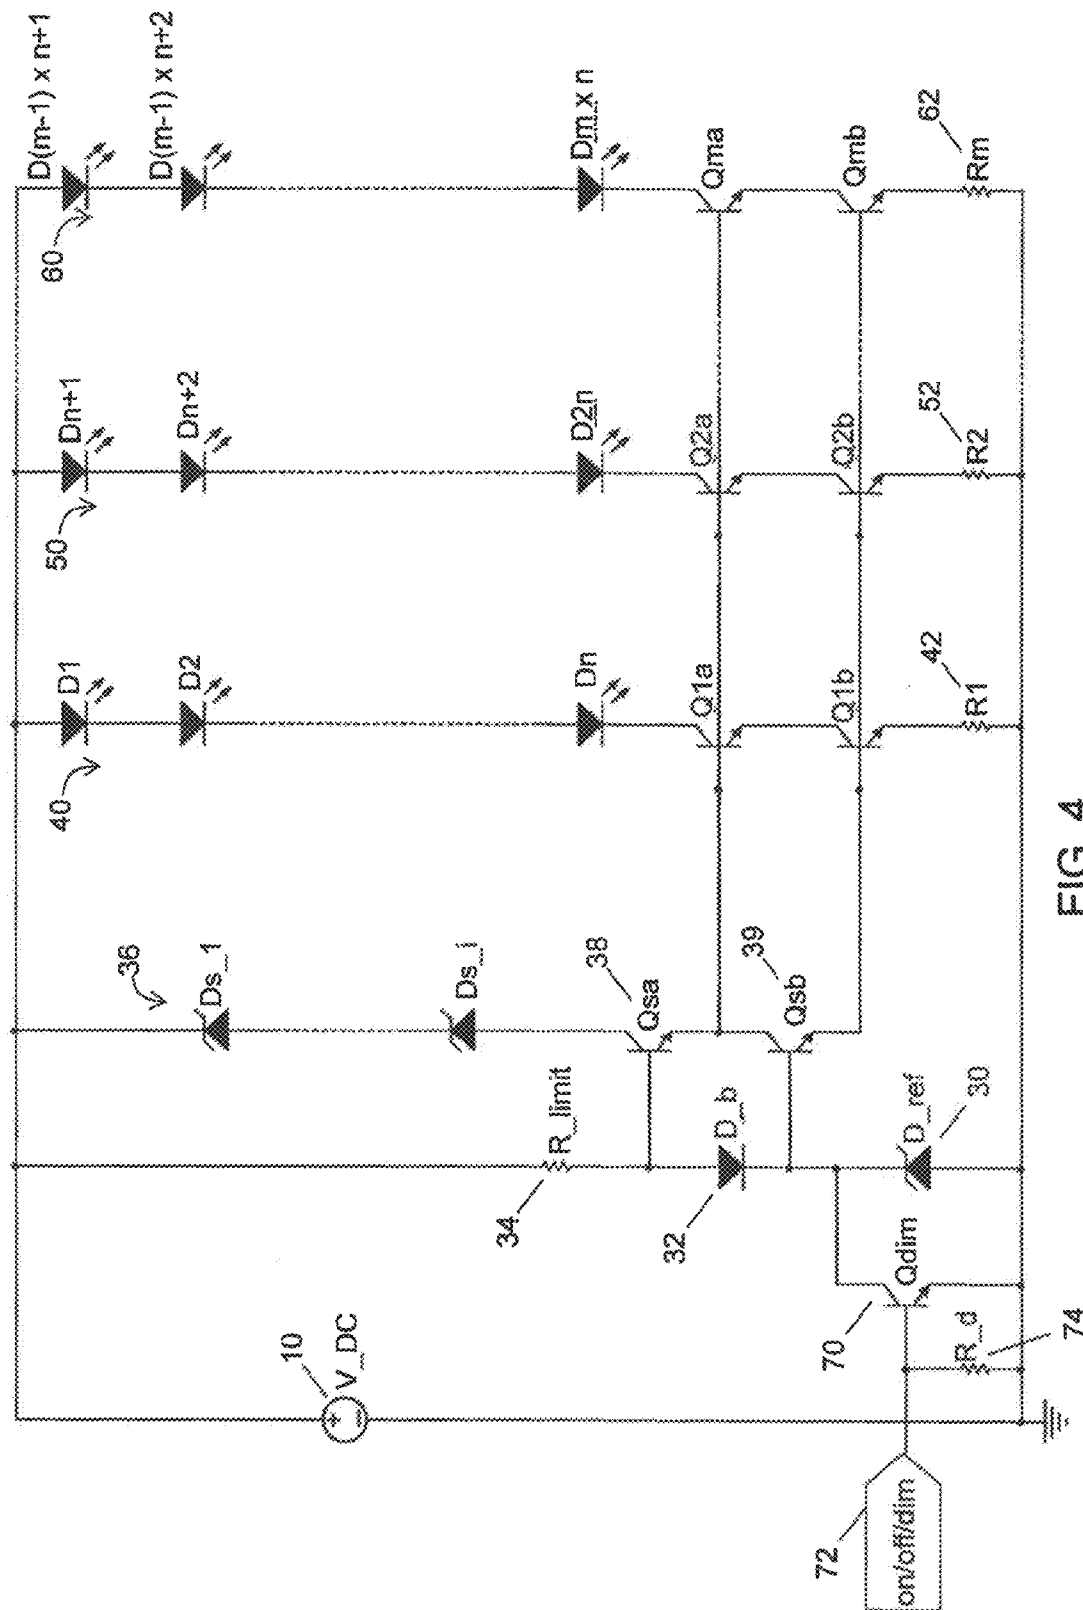 D(m-1) x n+1
D(m-1) x n+2
60
Dm x n
Qma
Qmb
62
Rm
Dn+1
Dn+2
50
D2n
Q2a
Q2b
52
R2
D1
D2
40
Dn
Q1a
Q1b
42
R1
36
Ds_1
Ds_i
38
Qsa
39
Qsb
R_limit
34
D_b
32
D_ref
30
10
V_DC
Qdim
70
R_d
74
72
on/off/dim
FIG. 4